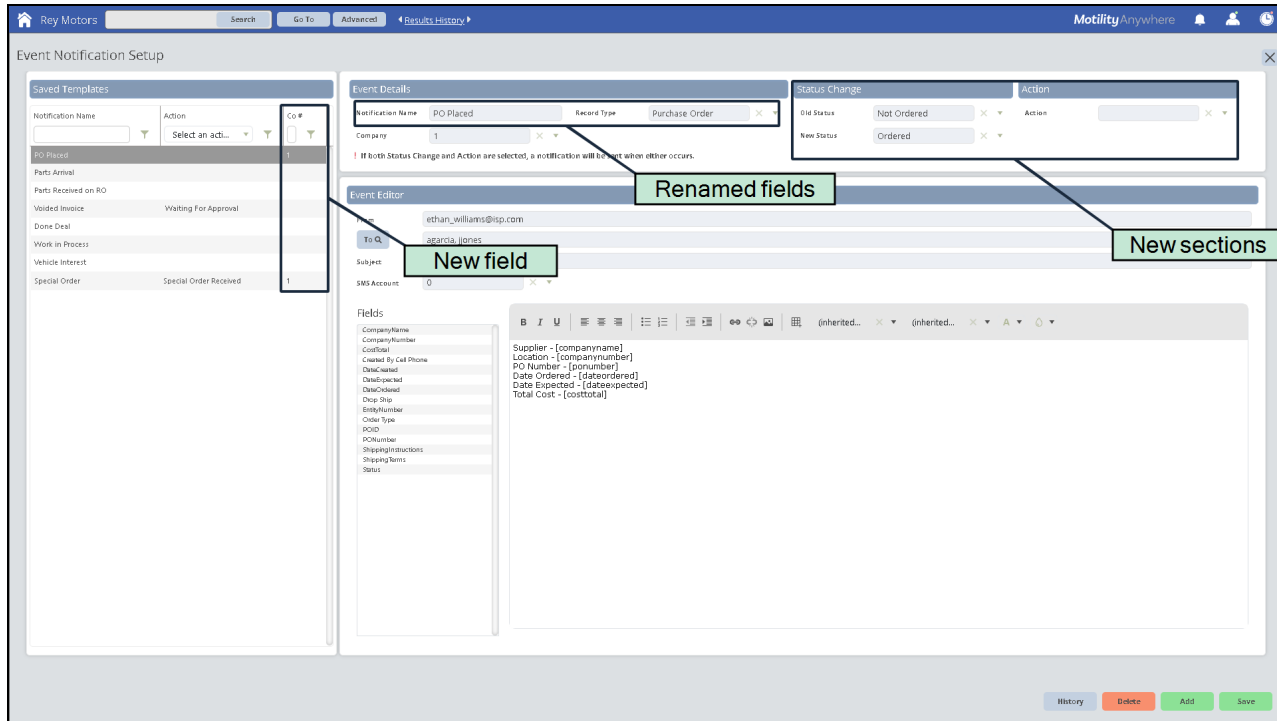 Rey Motors Search Go To Advanced Results History MotilityAnywhere
Event Notification Setup
Saved Templates
Notification Name Action Co #
Select an acti...
PO Placed 1
Parts Arrival
Parts Received on RO
Voided Invoice Waiting For Approval
Done Deal
Work in Process
Vehicle Interest
Special Order Special Order Received 1
New field
Event Details
Notification Name PO Placed Record Type Purchase Order
Company 1
! If both Status Change and Action are selected, a notification will be sent when either occurs.
Renamed fields
Status Change Action
Old Status Not Ordered Action
New Status Ordered
New sections
Event Editor
ethan_williams@isp.com
To agarcia, jjones
Subject
SMS Account 0
Fields
CompanyName
CompanyNumber
CostTotal
Created By Cell Phone
DateCreated
DateExpected
DateOrdered
Drop Ship
EntityNumber
Order Type
POID
PONumber
ShippingInstructions
ShippingTerms
Status
B I U (inherited... (inherited... A
Supplier - [companyname]
Location - [companynumber]
PO Number - [ponumber]
Date Ordered - [dateordered]
Date Expected - [dateexpected]
Total Cost - [costtotal]
History Delete Add Save